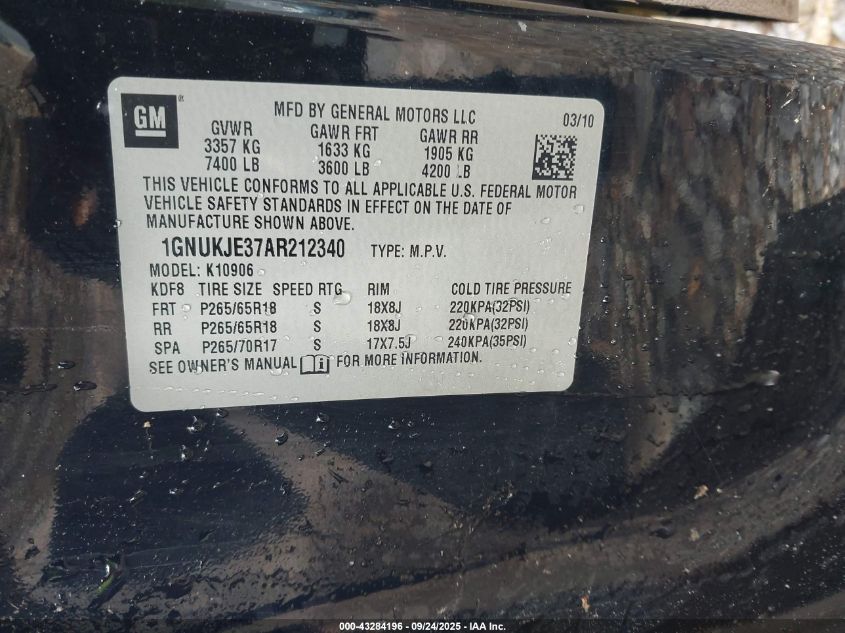 GM
®
MFD BY GENERAL MOTORS LLC
03/10
GVWR GAWR FRT GAWR RR
3357 KG 1633 KG 1905 KG
7400 LB 3600 LB 4200 LB
THIS VEHICLE CONFORMS TO ALL APPLICABLE U.S. FEDERAL MOTOR
VEHICLE SAFETY STANDARDS IN EFFECT ON THE DATE OF
MANUFACTURE SHOWN ABOVE.
1GNUKJE37AR212340 TYPE: M.P.V.
MODEL: K10906
KDF8 TIRE SIZE SPEED RTG RIM COLD TIRE PRESSURE
FRT P265/65R18 S 18X8J 220KPA(32PSI)
RR P265/65R18 S 18X8J 220KPA(32PSI)
SPA P265/70R17 S 17X7.5J 240KPA(35PSI)
SEE OWNER'S MANUAL i FOR MORE INFORMATION.
000-43284196 - 09/24/2025 - IAA Inc.